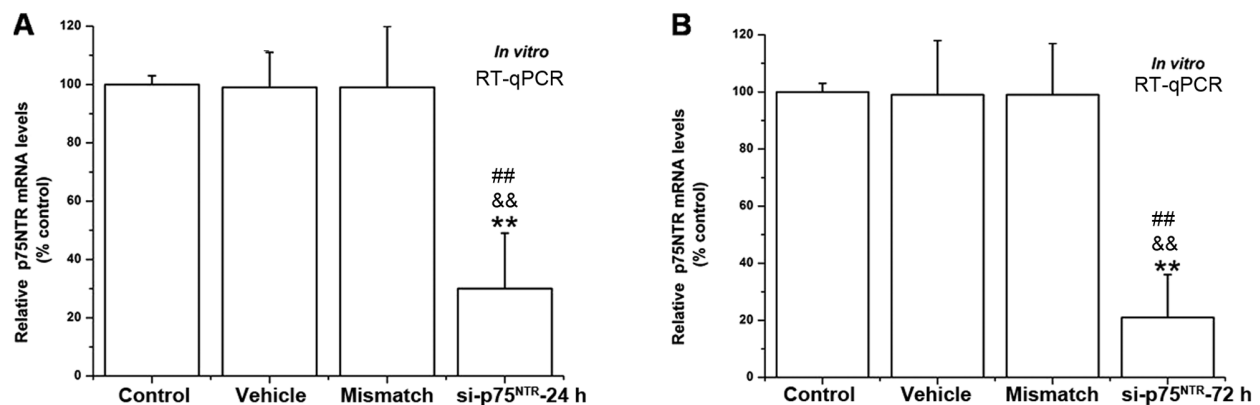 A
Relative p75NTR mRNA levels
(% control)
120
100
80
60
40
20
0
In vitro
RT-qPCR
##
&&
**
Control
Vehicle
Mismatch
si-p75NTR-24 h
B
Relative p75NTR mRNA levels
(% control)
120
100
80
60
40
20
0
In vitro
RT-qPCR
##
&&
**
Control
Vehicle
Mismatch
si-p75NTR-72 h